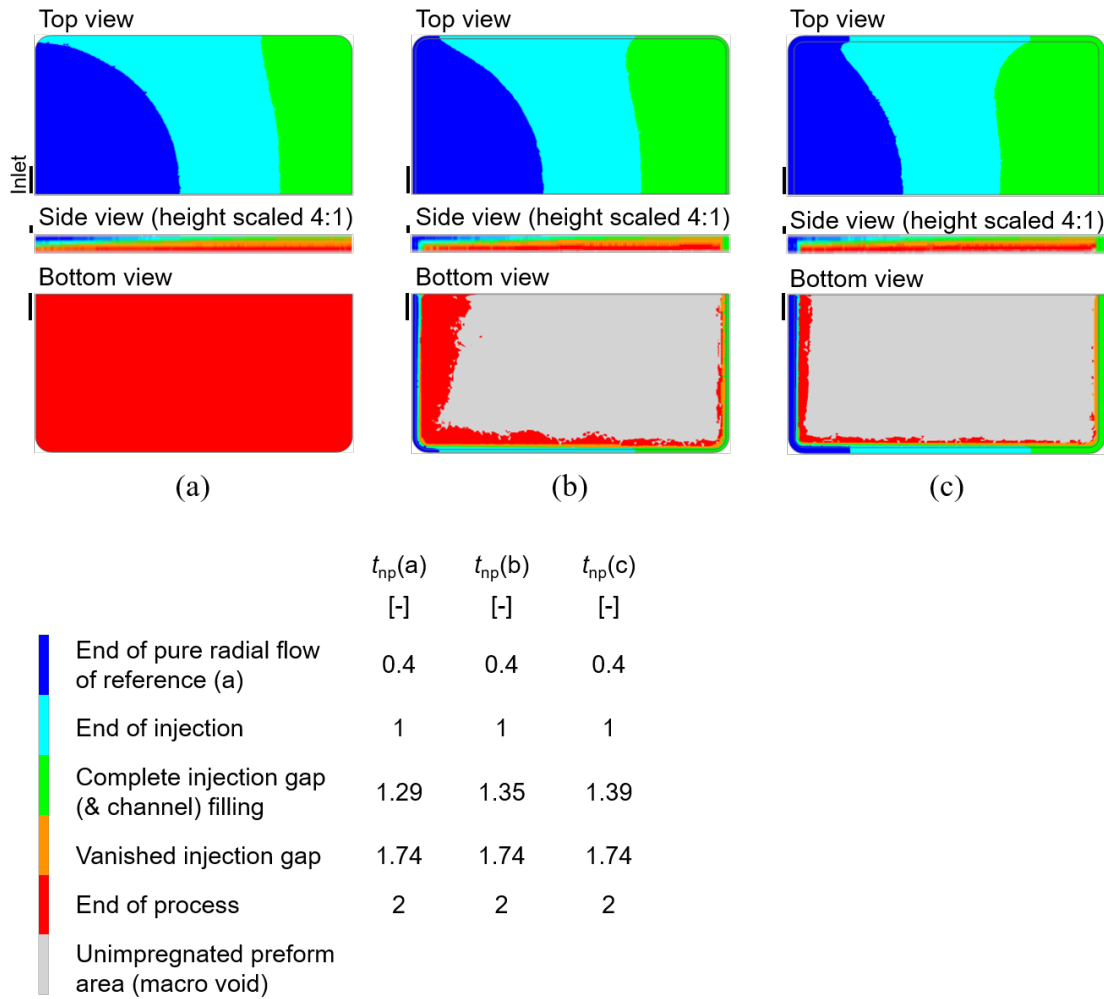 Top view
Top view
Top view
Inlet
Side view (height scaled 4:1)
Side view (height scaled 4:1)
Side view (height scaled 4:1)
Bottom view
Bottom view
Bottom view
(a)
(b)
(c)
tnp(a) tnp(b) tnp(c)
[-] [-] [-]
End of pure radial flow
of reference (a)
0.4 0.4 0.4
End of injection 1 1 1
Complete injection gap
(& channel) filling
1.29 1.35 1.39
Vanished injection gap 1.74 1.74 1.74
End of process 2 2 2
Unimpregnated preform
area (macro void)